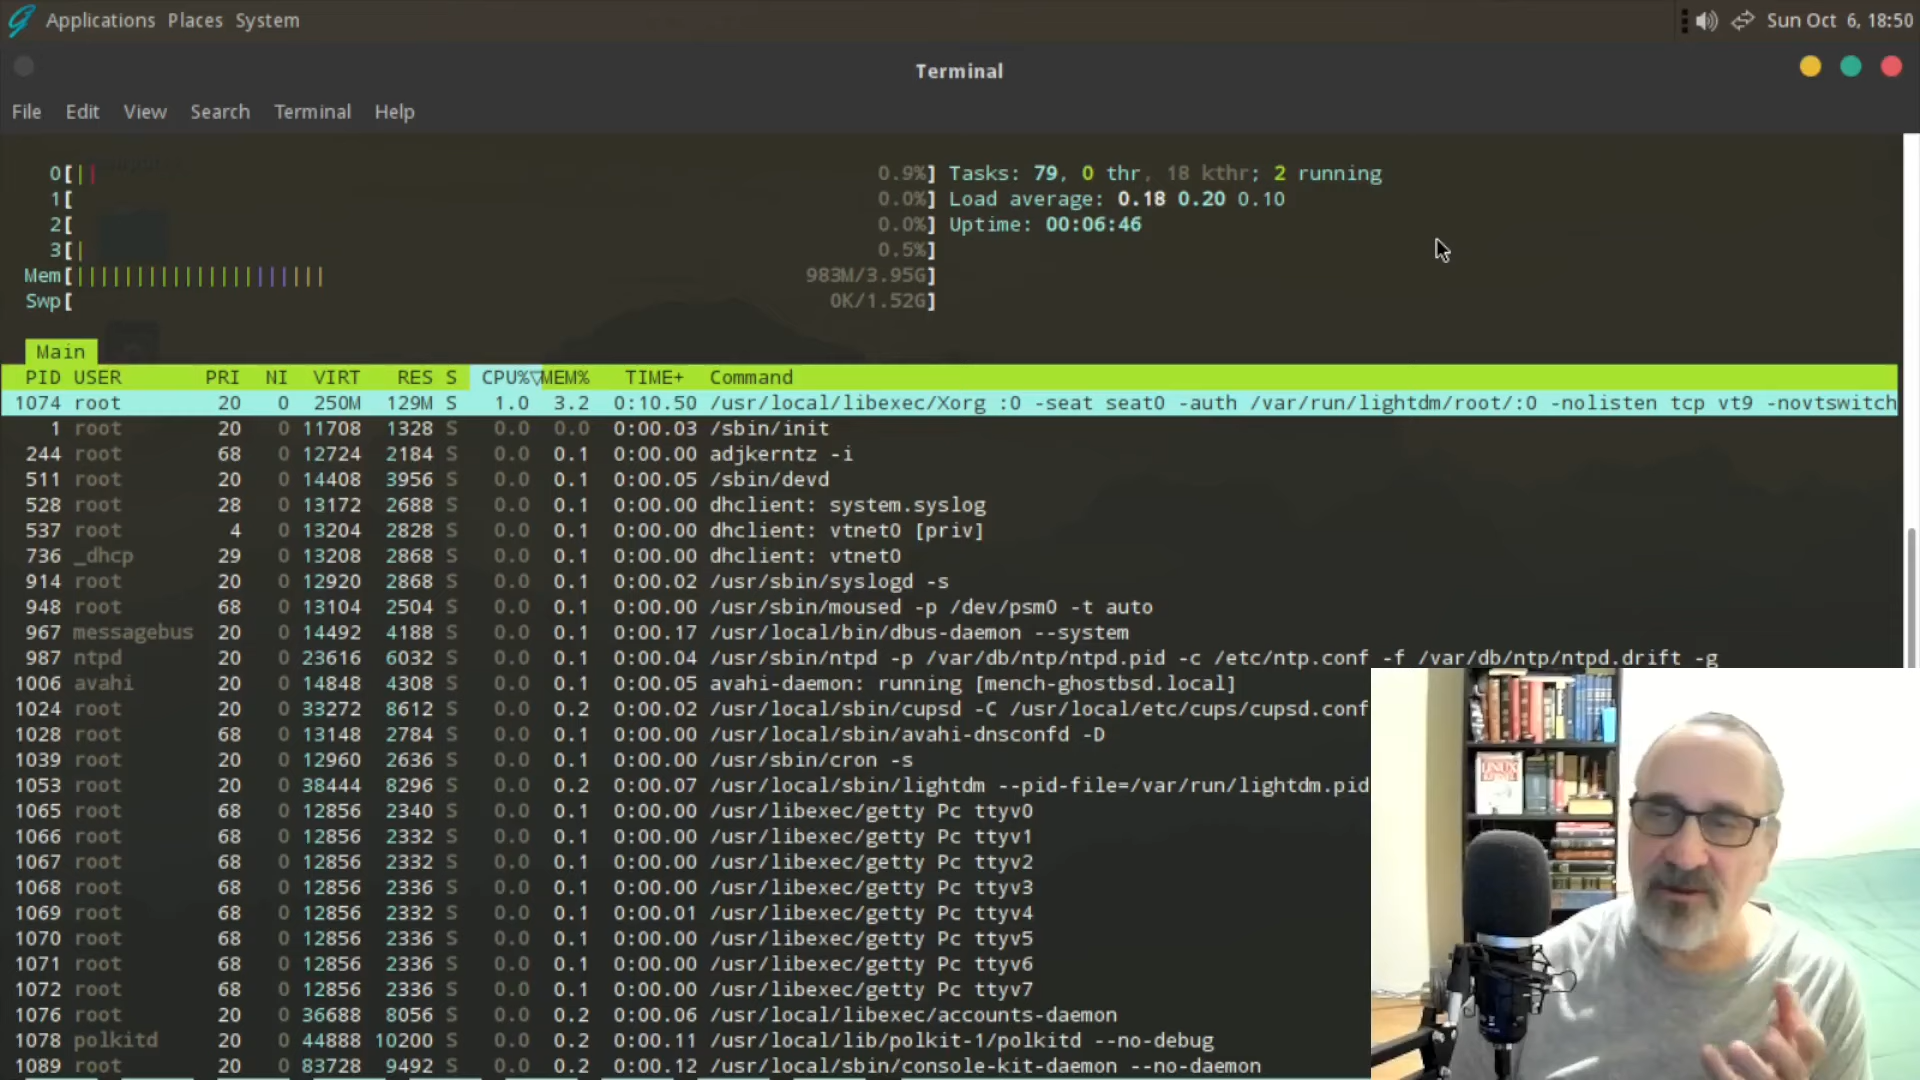 Applications Places System Sun Oct 6, 18:50
Terminal
File Edit View Search Terminal Help
0[|| 0.9%] Tasks: 79, 0 thr, 18 kthr; 2 running
1[ 0.0%] Load average: 0.18 0.20 0.10
2[ 0.0%] Uptime: 00:06:46
3[| 0.5%]
Mem[||||||||||||||||||||| 983M/3.95G]
Swp[ 0K/1.52G]
Main
PID USER PRI NI VIRT RES S CPU%▽MEM% TIME+ Command
1074 root 20 0 250M 129M S 1.0 3.2 0:10.50 /usr/local/libexec/Xorg :0 -seat seat0 -auth /var/run/lightdm/root/:0 -nolisten tcp vt9 -novtswitch
1 root 20 0 11708 1328 S 0.0 0.0 0:00.03 /sbin/init
244 root 68 0 12724 2184 S 0.0 0.1 0:00.00 adjkerntz -i
511 root 20 0 14408 3956 S 0.0 0.1 0:00.05 /sbin/devd
528 root 28 0 13172 2688 S 0.0 0.1 0:00.00 dhclient: system.syslog
537 root 4 0 13204 2828 S 0.0 0.1 0:00.00 dhclient: vtnet0 [priv]
736 _dhcp 29 0 13208 2868 S 0.0 0.1 0:00.00 dhclient: vtnet0
914 root 20 0 12920 2868 S 0.0 0.1 0:00.02 /usr/sbin/syslogd -s
948 root 68 0 13104 2504 S 0.0 0.1 0:00.00 /usr/sbin/moused -p /dev/psm0 -t auto
967 messagebus 20 0 14492 4188 S 0.0 0.1 0:00.17 /usr/local/bin/dbus-daemon --system
987 ntpd 20 0 23616 6032 S 0.0 0.1 0:00.04 /usr/sbin/ntpd -p /var/db/ntp/ntpd.pid -c /etc/ntp.conf -f /var/db/ntp/ntpd.drift -g
1006 avahi 20 0 14848 4308 S 0.0 0.1 0:00.05 avahi-daemon: running [mench-ghostbsd.local]
1024 root 20 0 33272 8612 S 0.0 0.2 0:00.02 /usr/local/sbin/cupsd -C /usr/local/etc/cups/cupsd.conf
1028 root 68 0 13148 2784 S 0.0 0.1 0:00.00 /usr/local/sbin/avahi-dnsconfd -D
1039 root 20 0 12960 2636 S 0.0 0.1 0:00.00 /usr/sbin/cron -s
1053 root 20 0 38444 8296 S 0.0 0.2 0:00.07 /usr/local/sbin/lightdm --pid-file=/var/run/lightdm.pid
1065 root 68 0 12856 2340 S 0.0 0.1 0:00.00 /usr/libexec/getty Pc ttyv0
1066 root 68 0 12856 2332 S 0.0 0.1 0:00.00 /usr/libexec/getty Pc ttyv1
1067 root 68 0 12856 2332 S 0.0 0.1 0:00.00 /usr/libexec/getty Pc ttyv2
1068 root 68 0 12856 2336 S 0.0 0.1 0:00.00 /usr/libexec/getty Pc ttyv3
1069 root 68 0 12856 2332 S 0.0 0.1 0:00.01 /usr/libexec/getty Pc ttyv4
1070 root 68 0 12856 2336 S 0.0 0.1 0:00.00 /usr/libexec/getty Pc ttyv5
1071 root 68 0 12856 2336 S 0.0 0.1 0:00.00 /usr/libexec/getty Pc ttyv6
1072 root 68 0 12856 2336 S 0.0 0.1 0:00.00 /usr/libexec/getty Pc ttyv7
1076 root 20 0 36688 8056 S 0.0 0.2 0:00.06 /usr/local/libexec/accounts-daemon
1078 polkitd 20 0 44888 10200 S 0.0 0.2 0:00.11 /usr/local/lib/polkit-1/polkitd --no-debug
1089 root 20 0 83728 9492 S 0.0 0.2 0:00.12 /usr/local/sbin/console-kit-daemon --no-daemon